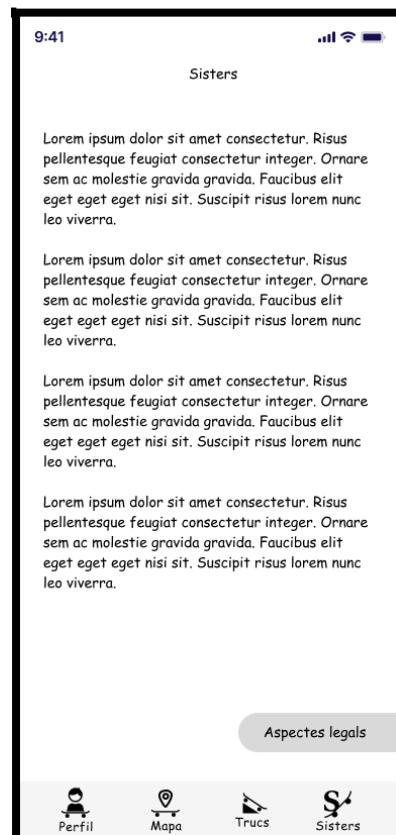 9:41
Sisters
Lorem ipsum dolor sit amet consectetur. Risus
pellentesque feugiat consectetur integer. Ornare
sem ac molestie gravida gravida. Faucibus elit
eget eget eget nisi sit. Suscipit risus lorem nunc
leo viverra.
Lorem ipsum dolor sit amet consectetur. Risus
pellentesque feugiat consectetur integer. Ornare
sem ac molestie gravida gravida. Faucibus elit
eget eget eget nisi sit. Suscipit risus lorem nunc
leo viverra.
Lorem ipsum dolor sit amet consectetur. Risus
pellentesque feugiat consectetur integer. Ornare
sem ac molestie gravida gravida. Faucibus elit
eget eget eget nisi sit. Suscipit risus lorem nunc
leo viverra.
Lorem ipsum dolor sit amet consectetur. Risus
pellentesque feugiat consectetur integer. Ornare
sem ac molestie gravida gravida. Faucibus elit
eget eget eget nisi sit. Suscipit risus lorem nunc
leo viverra.
Aspectes legals
Perfil Mapa Trucs Sisters